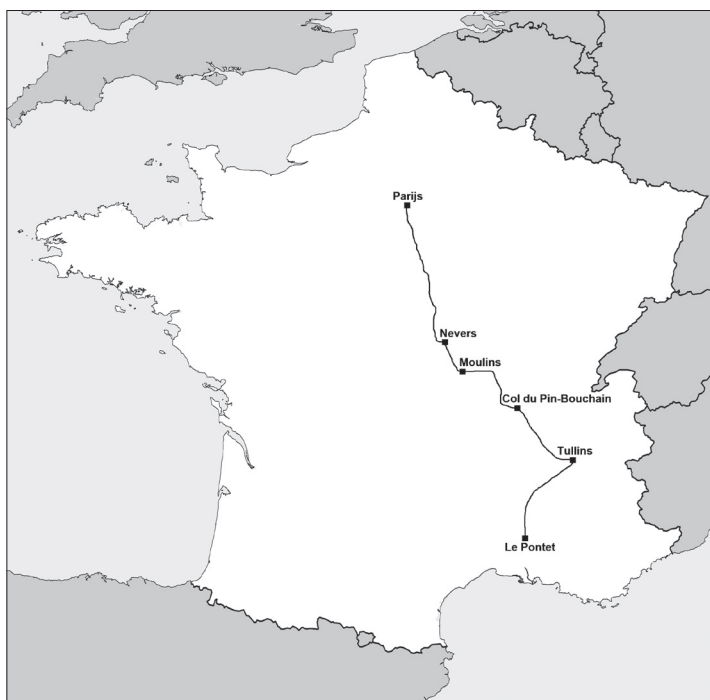 Parijs
Nevers
Moulins
Col du Pin-Bouchain
Tullins
Le Pontet